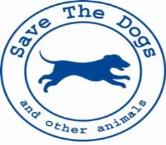 Save The Dogs
and other animals